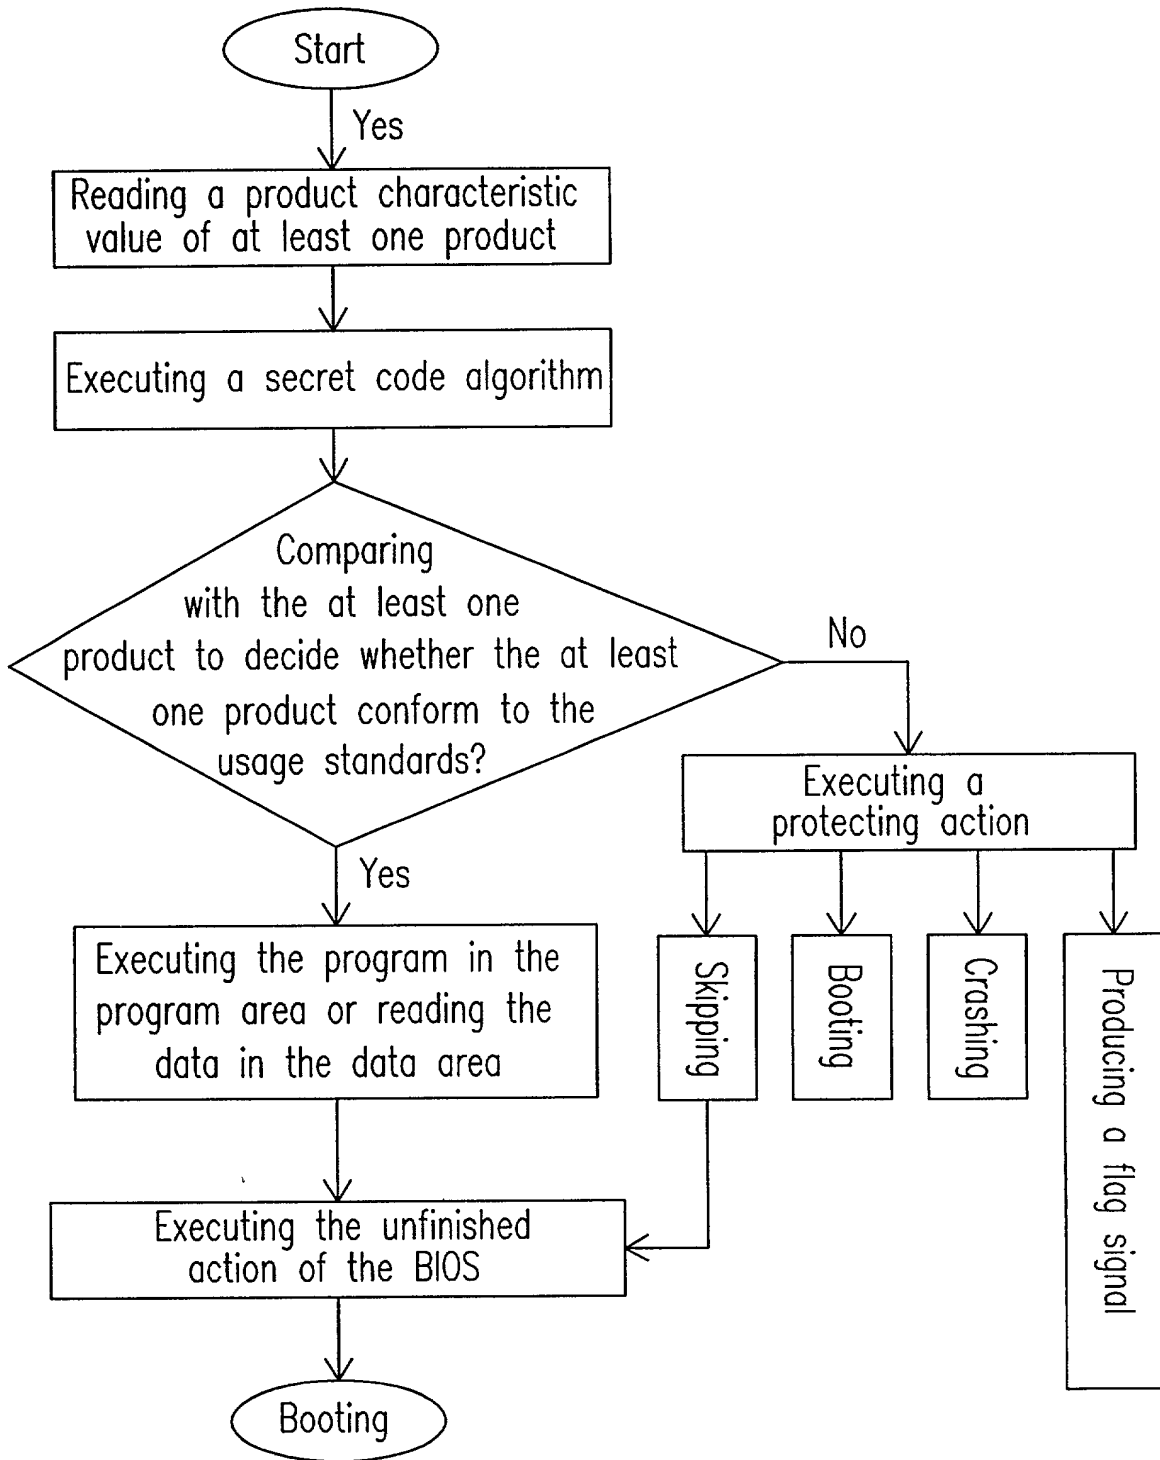 Start
Yes
Reading a product characteristic
value of at least one product
Executing a secret code algorithm
Comparing
with the at least one
product to decide whether the at least
one product conform to the
usage standards?
No
Executing a
protecting action
Yes
Executing the program in the
program area or reading the
data in the data area
Skipping
Booting
Crashing
Producing a flag signal
Executing the unfinished
action of the BIOS
Booting